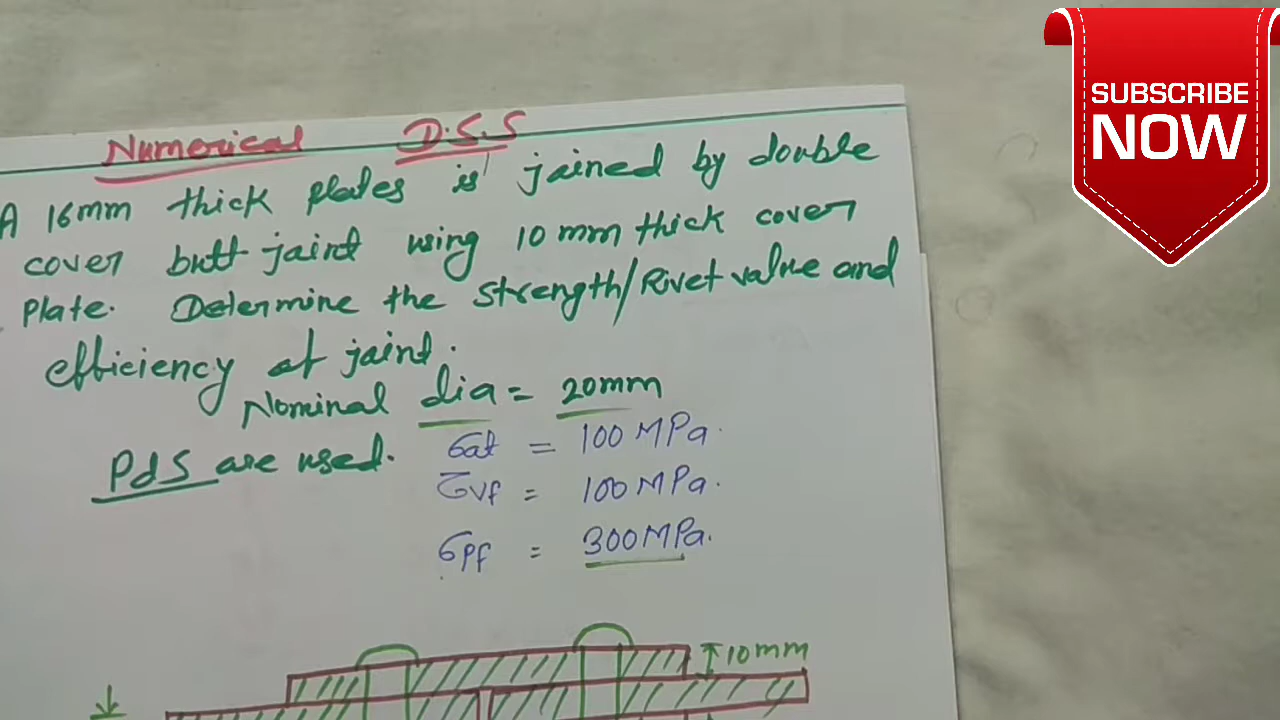 Numerical D.S.S
A 16mm thick plates is jained by double
cover butt jaint using 10 mm thick cover
Plate. Determine the strength/Rivet value and
efficiency of jaint.
Nominal dia = 20mm
PdS are used.
σat = 100 MPa.
τvf = 100 MPa.
σpf = 300MPa.
10mm
SUBSCRIBE
NOW